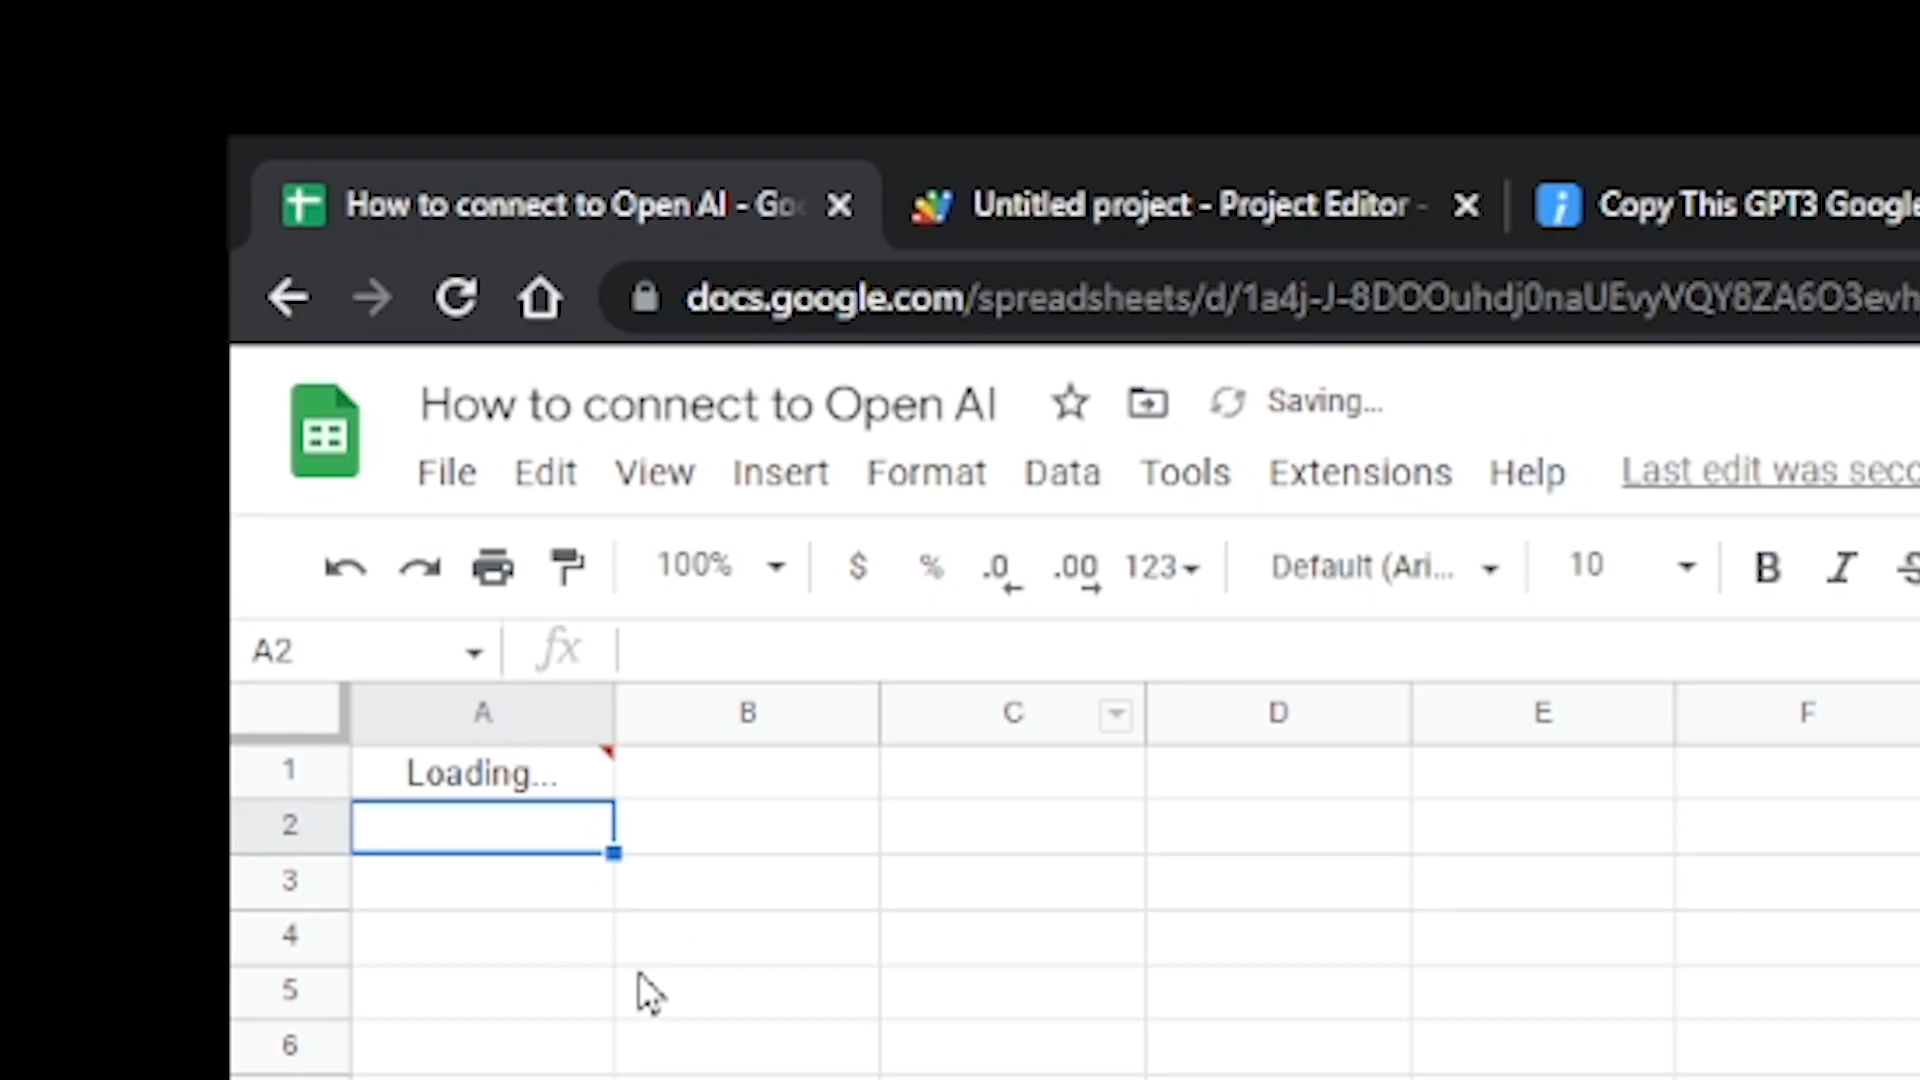 How to connect to Open AI - Goo
Untitled project - Project Editor -
Copy This GPT3 Google
docs.google.com/spreadsheets/d/1a4j-J-8DOOuhdj0naUEvyVQY8ZA6O3evh
How to connect to Open AI
Saving...
File Edit View Insert Format Data Tools Extensions Help Last edit was seco
100% $ % .0 .00 123 Default (Ari... 10 B I S
A2 fx
A B C D E F
1 Loading...
2
3
4
5
6